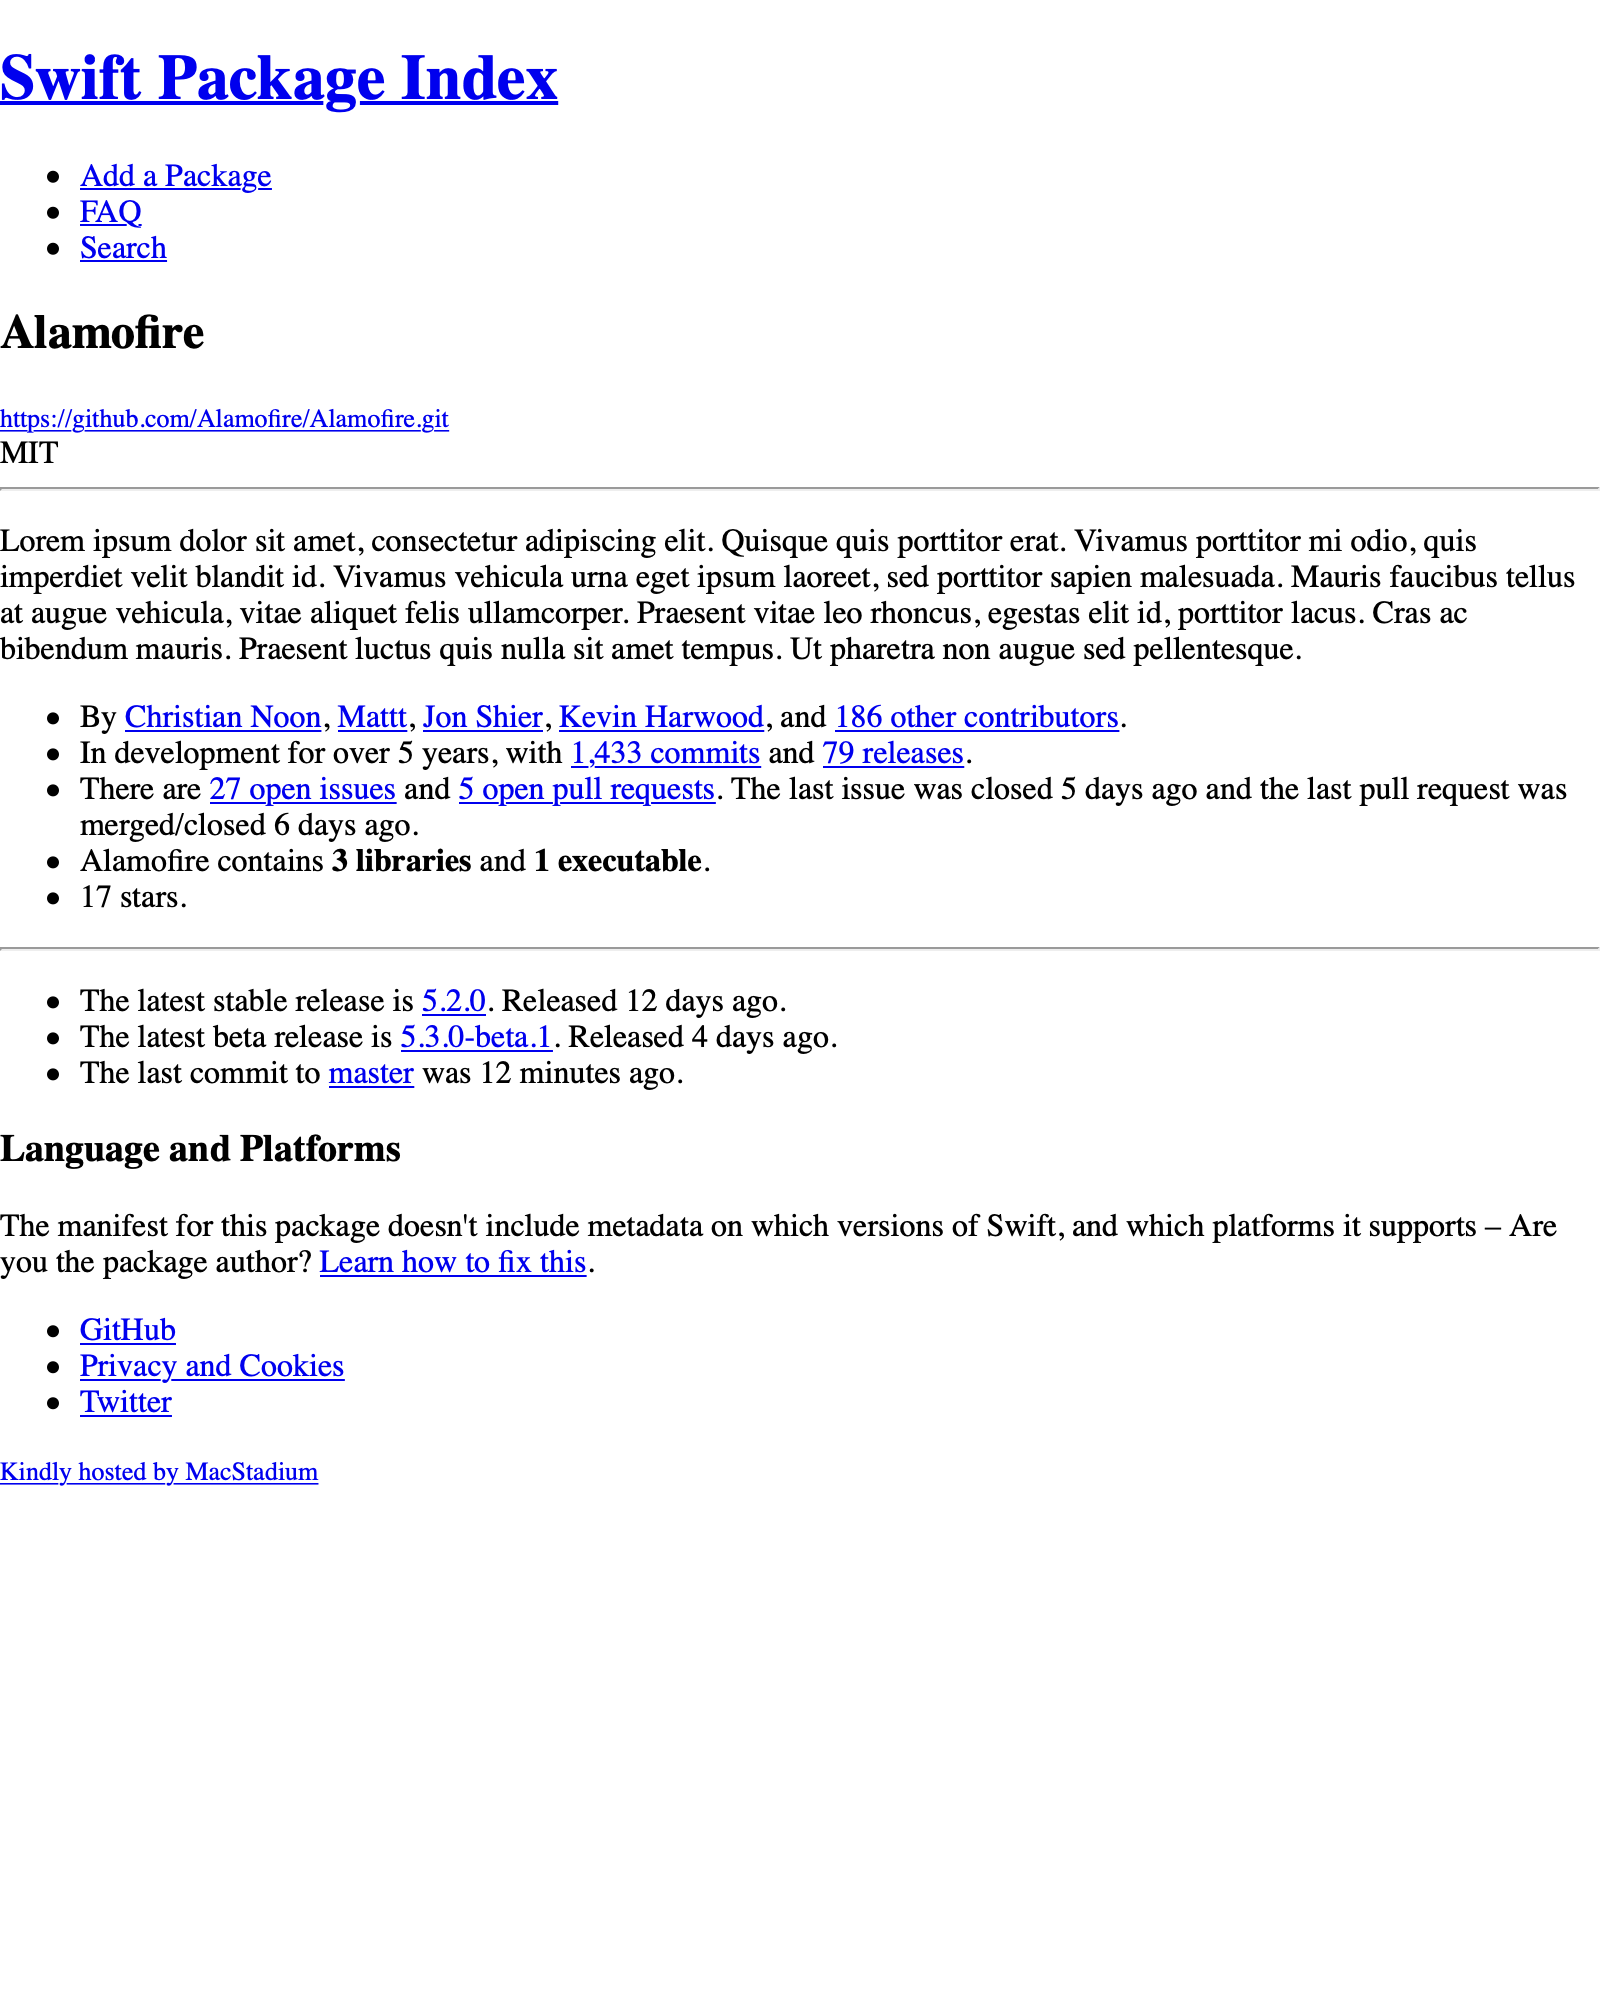 Swift Package Index
Add a Package
FAQ
Search
Alamofire
https://github.com/Alamofire/Alamofire.git
MIT
Lorem ipsum dolor sit amet, consectetur adipiscing elit. Quisque quis porttitor erat. Vivamus porttitor mi odio, quis
imperdiet velit blandit id. Vivamus vehicula urna eget ipsum laoreet, sed porttitor sapien malesuada. Mauris faucibus tellus
at augue vehicula, vitae aliquet felis ullamcorper. Praesent vitae leo rhoncus, egestas elit id, porttitor lacus. Cras ac
bibendum mauris. Praesent luctus quis nulla sit amet tempus. Ut pharetra non augue sed pellentesque.
By Christian Noon, Mattt, Jon Shier, Kevin Harwood, and 186 other contributors.
In development for over 5 years, with 1,433 commits and 79 releases.
There are 27 open issues and 5 open pull requests. The last issue was closed 5 days ago and the last pull request was
merged/closed 6 days ago.
Alamofire contains 3 libraries and 1 executable.
17 stars.
The latest stable release is 5.2.0. Released 12 days ago.
The latest beta release is 5.3.0-beta.1. Released 4 days ago.
The last commit to master was 12 minutes ago.
Language and Platforms
The manifest for this package doesn't include metadata on which versions of Swift, and which platforms it supports – Are
you the package author? Learn how to fix this.
GitHub
Privacy and Cookies
Twitter
Kindly hosted by MacStadium